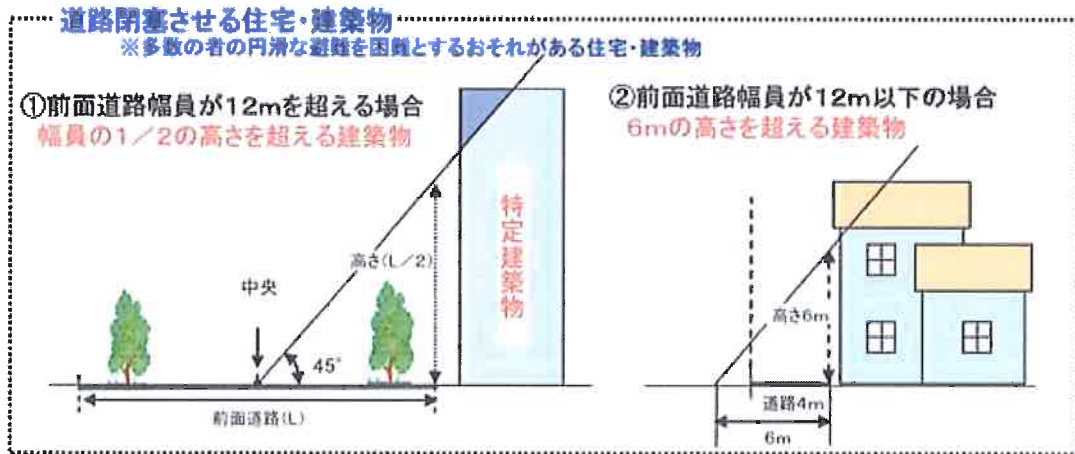 道路閉塞させる住宅・建築物
※多数の者の円滑な避難を困難とするおそれがある住宅・建築物
①前面道路幅員が12mを超える場合
幅員の1/2の高さを超える建築物
特定建築物
高さ(L/2)
中央
45°
前面道路(L)
②前面道路幅員が12m以下の場合
6mの高さを超える建築物
高さ6m
道路4m
6m